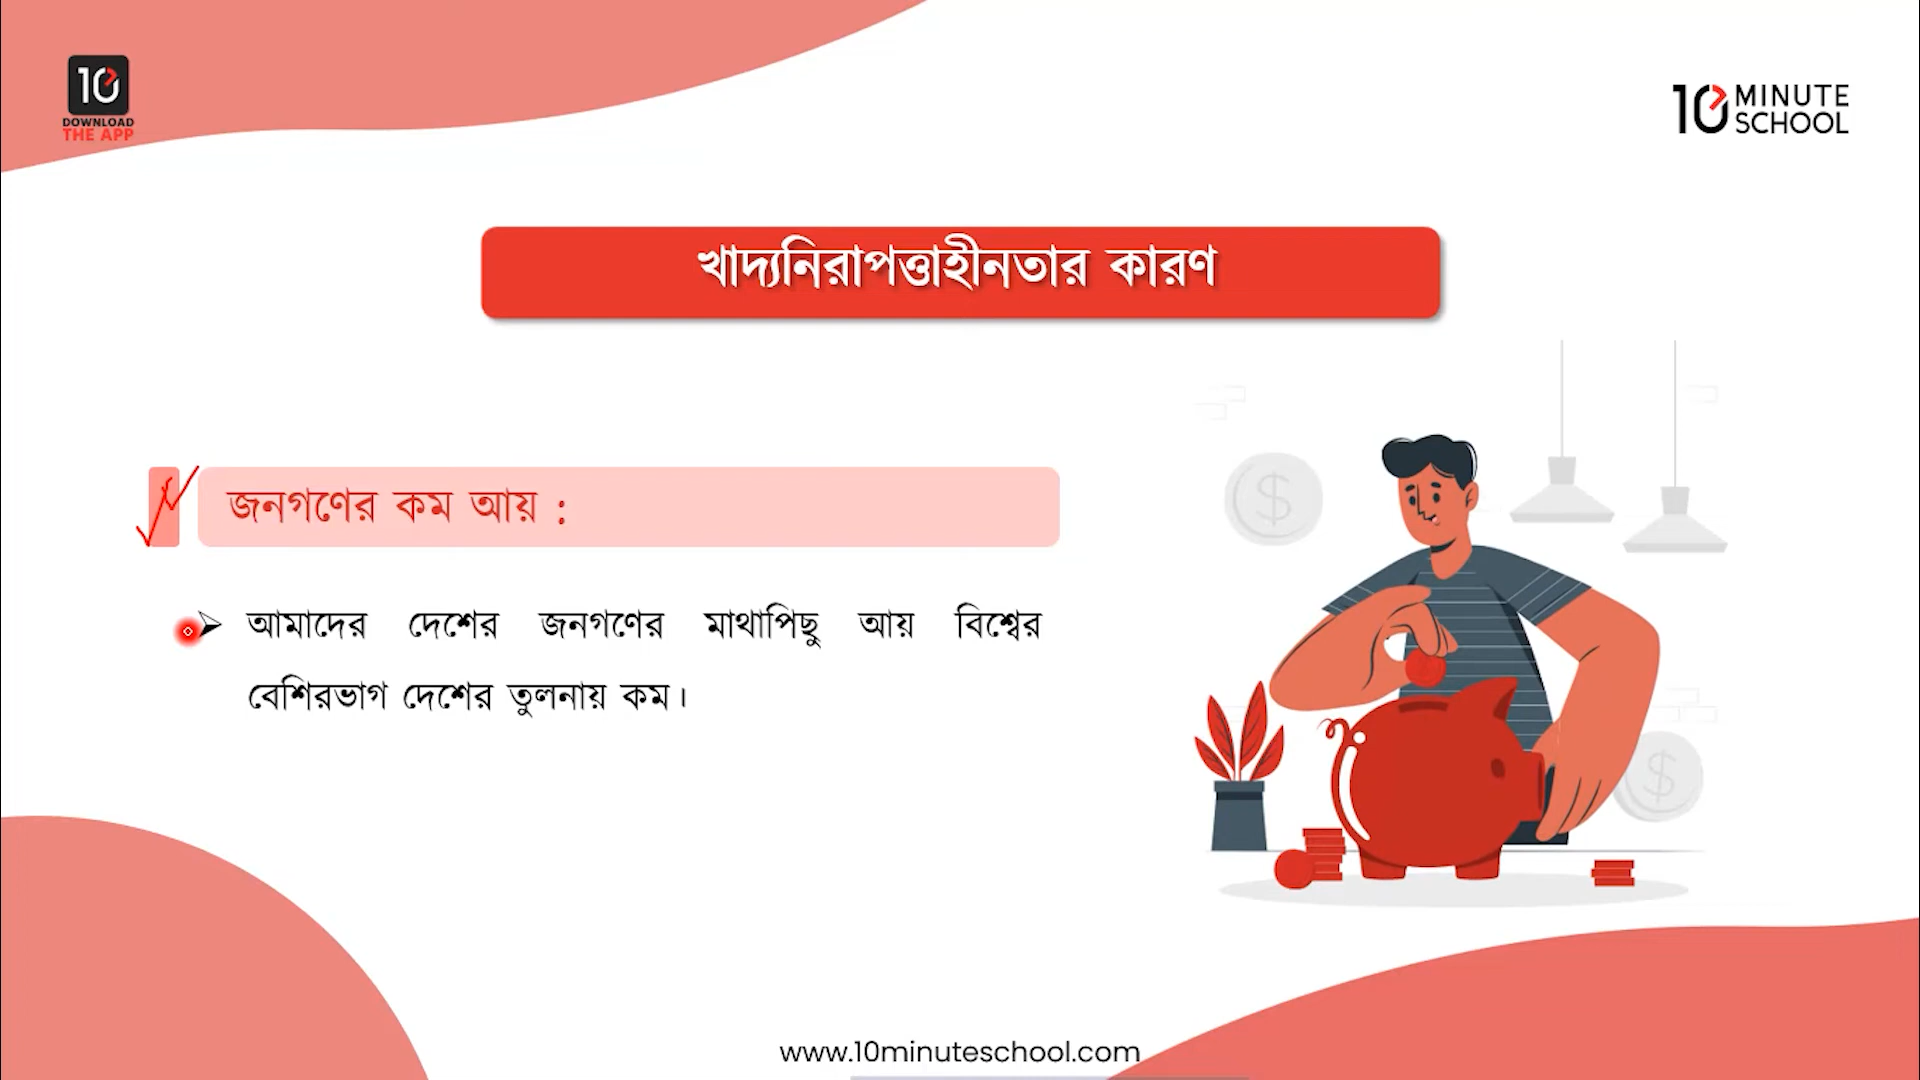 10
DOWNLOAD
THE APP
10 MINUTE
SCHOOL
খাদ্যনিরাপত্তাহীনতার কারণ
জনগণের কম আয় :
আমাদের দেশের জনগণের মাথাপিছু আয় বিশ্বের
বেশিরভাগ দেশের তুলনায় কম।
www.10minuteschool.com